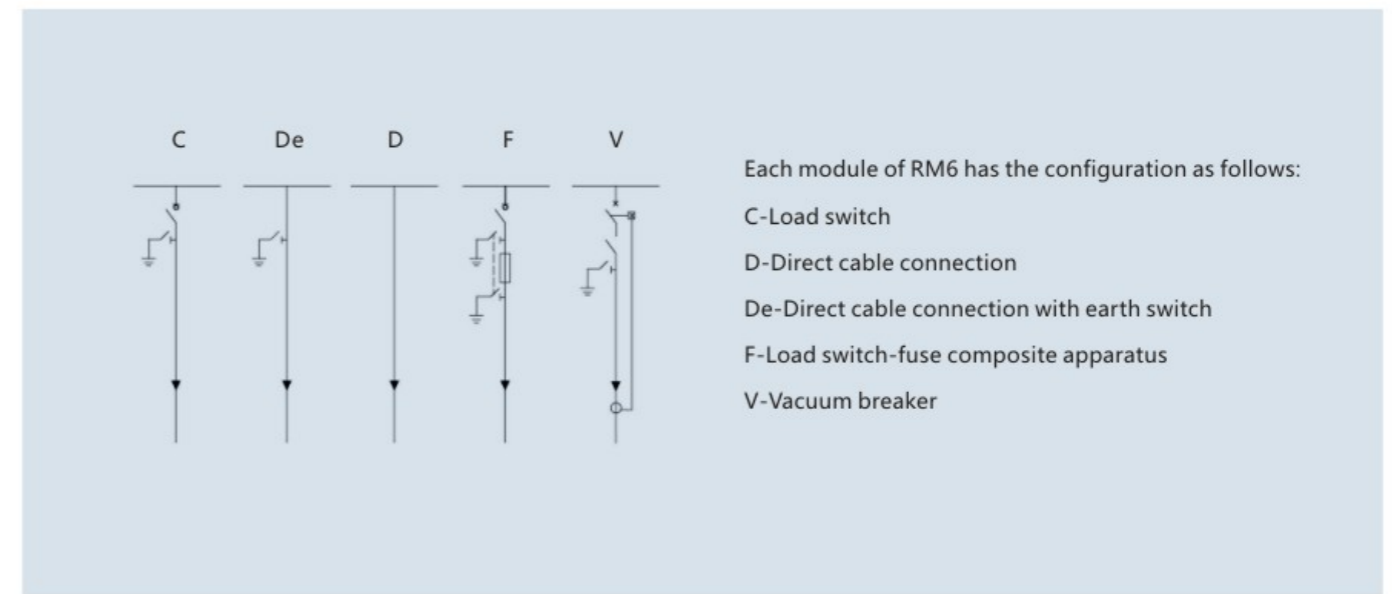 C De D F V
Each module of RM6 has the configuration as follows:
C-Load switch
D-Direct cable connection
De-Direct cable connection with earth switch
F-Load switch-fuse composite apparatus
V-Vacuum breaker